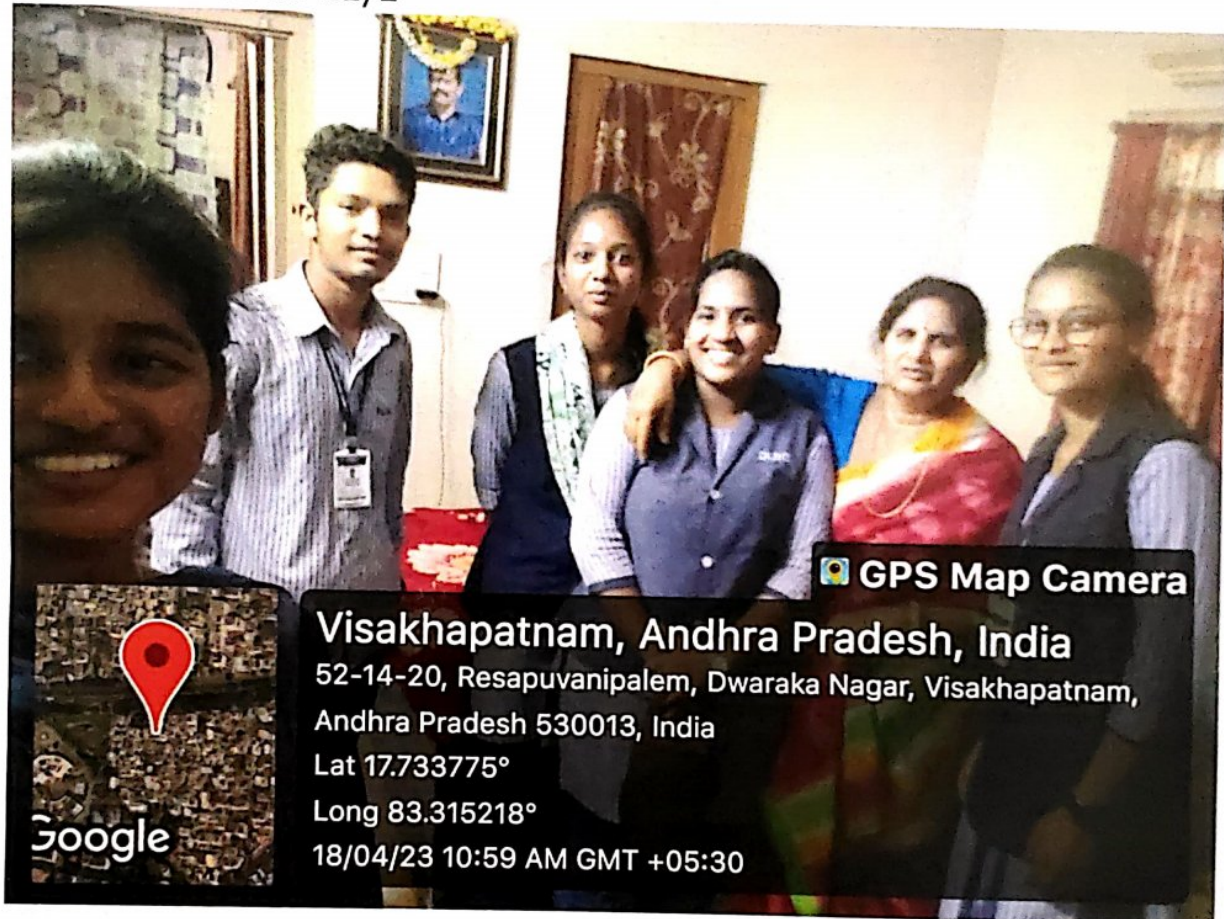 GPS Map Camera
Visakhapatnam, Andhra Pradesh, India
52-14-20, Resapuvanipalem, Dwaraka Nagar, Visakhapatnam,
Andhra Pradesh 530013, India
Lat 17.733775°
Long 83.315218°
18/04/23 10:59 AM GMT +05:30
Google